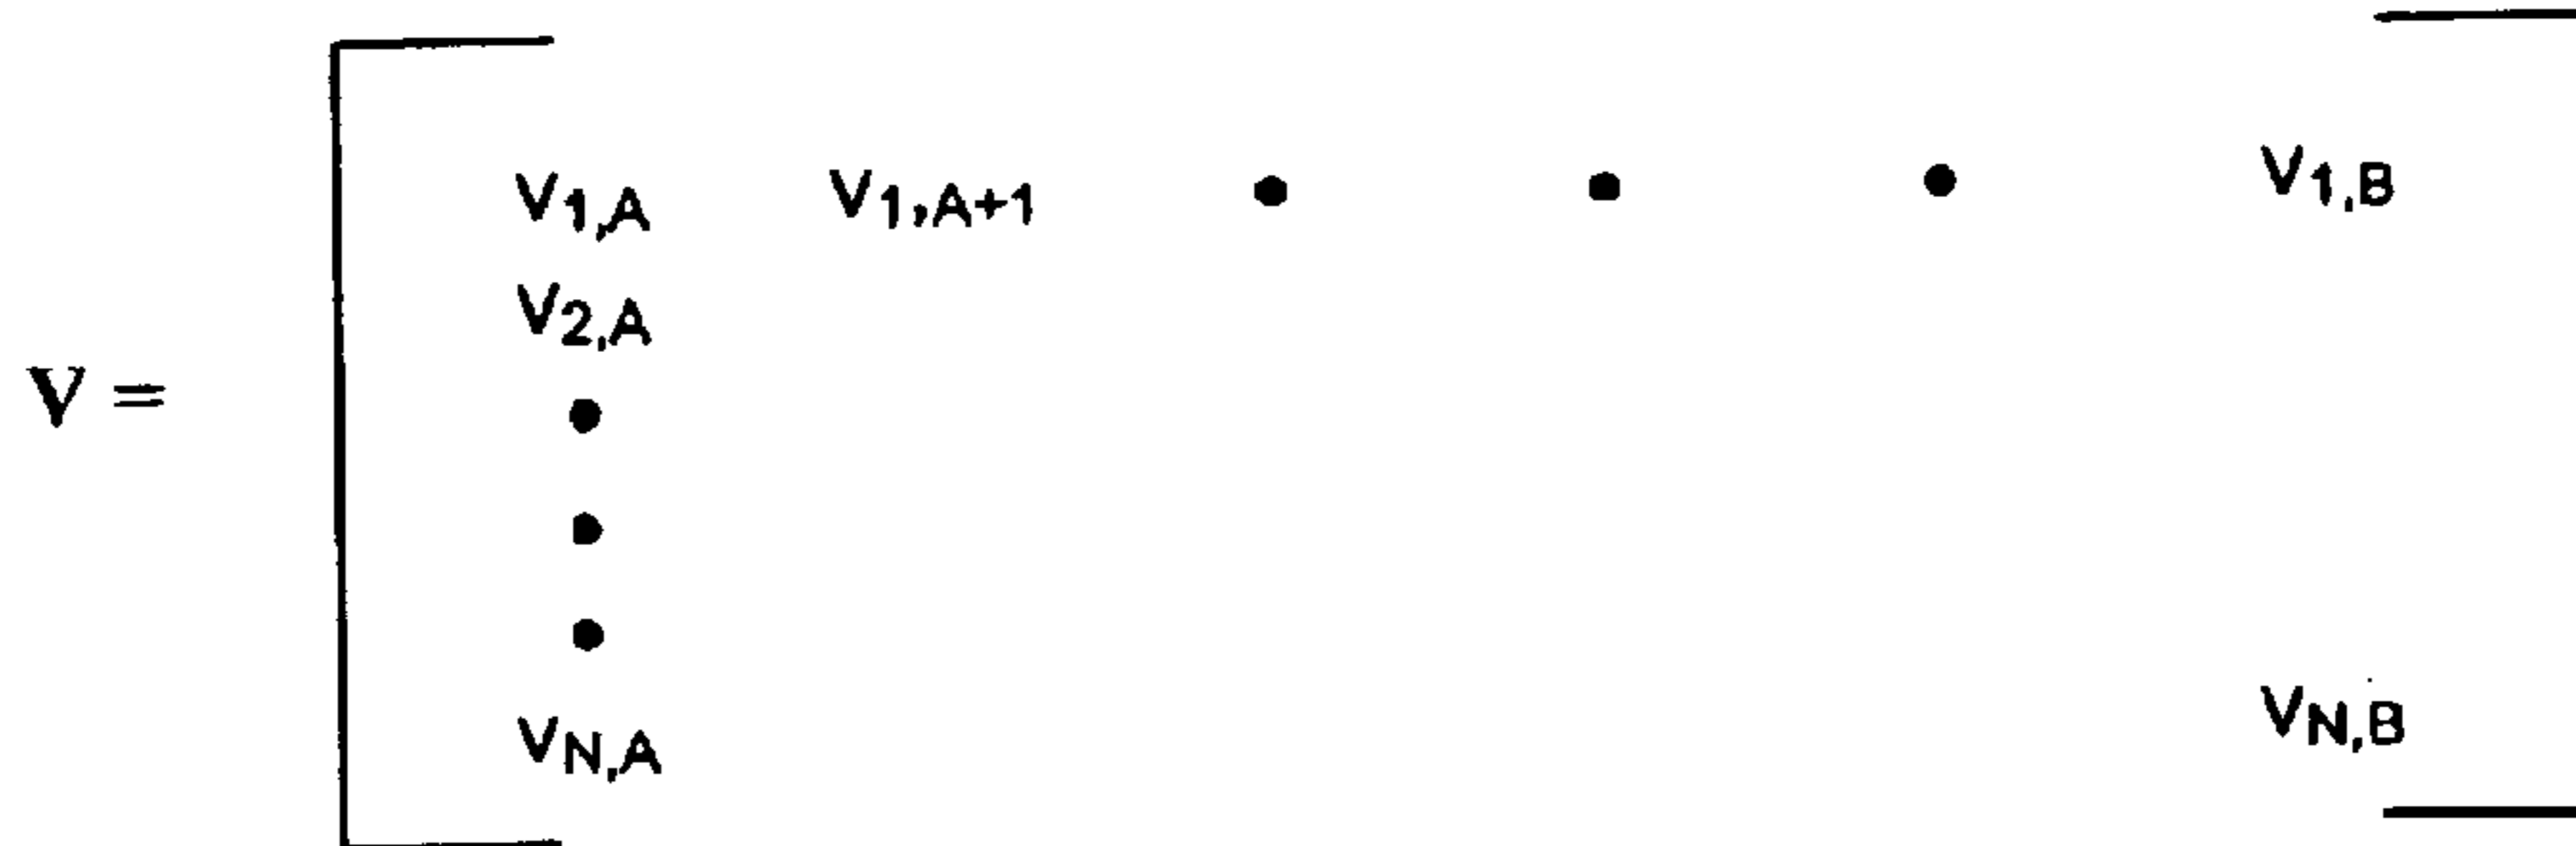 V1,A V1,A+1 • • • V1,B
V2,A
V =
•
•
•
VN,A VN,B